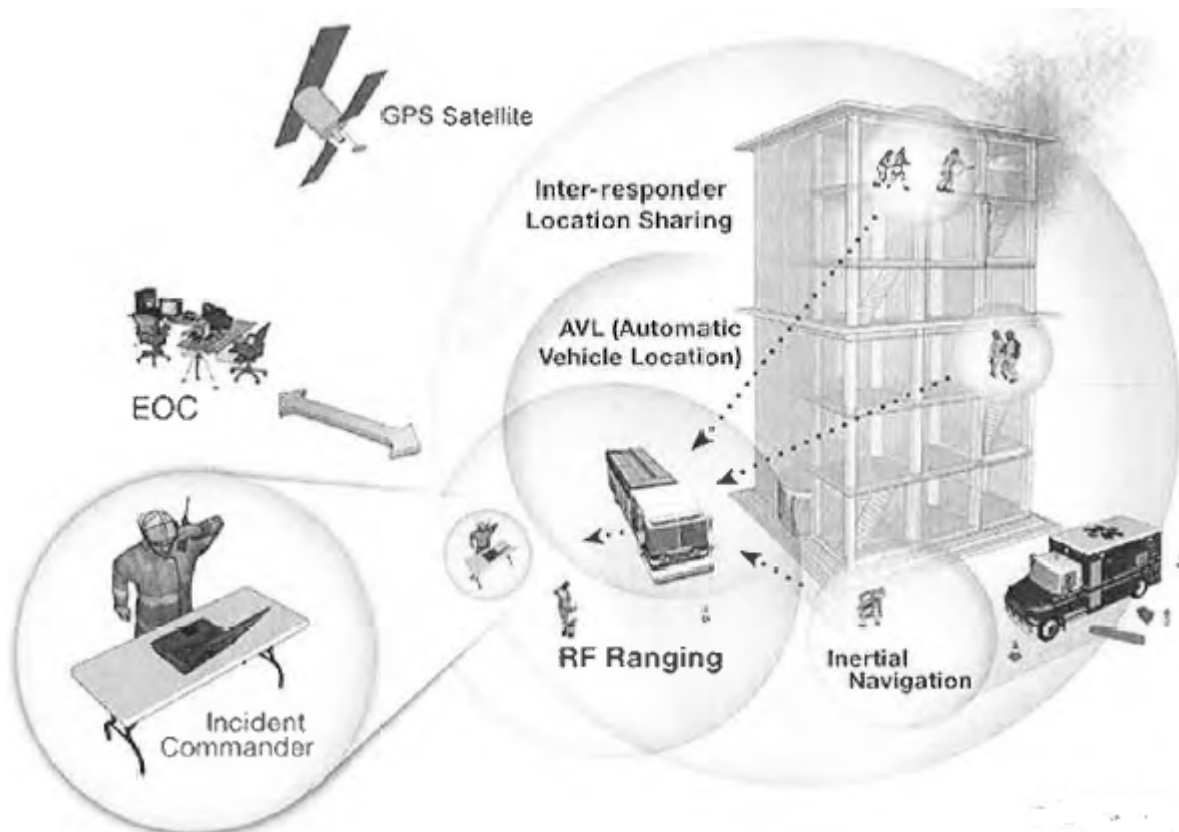 GPS Satellite
Inter-responder
Location Sharing
AVL (Automatic
Vehicle Location)
EOC
RF Ranging
Inertial
Navigation
Incident
Commander